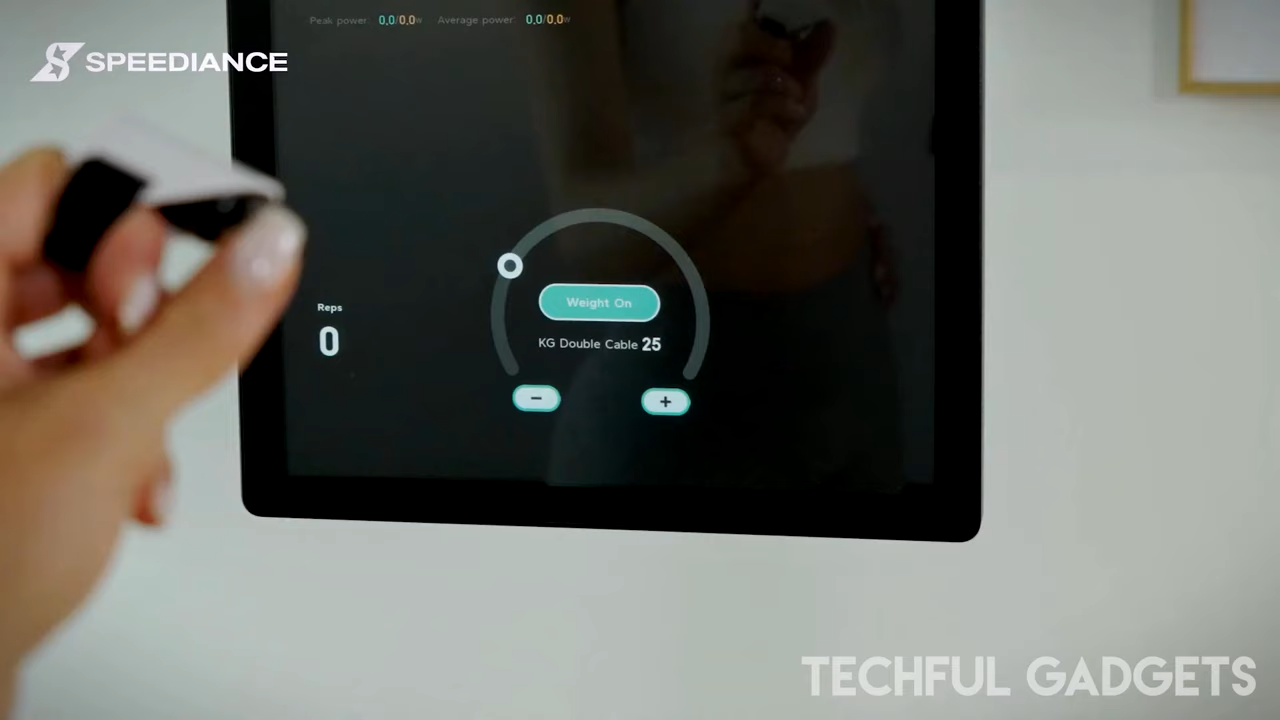 Peak power: 0,0/0,0w Average power: 0,0/0,0w
SPEEDIANCE
Weight On
Reps
0
KG Double Cable 25
TECHFUL GADGETS